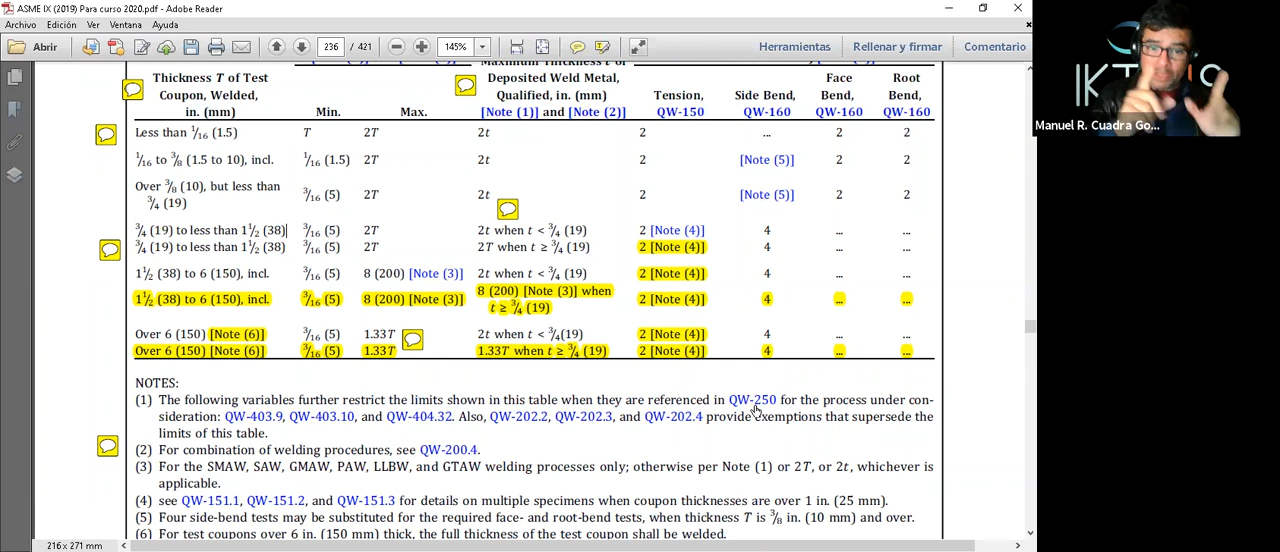 ASME IX (2019) Para curso 2020.pdf - Adobe Reader
Archivo Edición Ver Ventana Ayuda
Abrir 236 / 421 145% Herramientas Rellenar y firmar Comentario
Maximum Thickness t of
Thickness T of Test Deposited Weld Metal, Face Root
Coupon, Welded, Qualified, in. (mm) Tension, Side Bend, Bend, Bend,
in. (mm) Min. Max. [Note (1)] and [Note (2)] QW-150 QW-160 QW-160 QW-160
Less than 1/16 (1.5) T 2T 2t 2 ... 2 2
1/16 to 3/8 (1.5 to 10), incl. 1/16 (1.5) 2T 2t 2 [Note (5)] 2 2
Over 3/8 (10), but less than
3/4 (19) 3/16 (5) 2T 2t 2 [Note (5)] 2 2
3/4 (19) to less than 1 1/2 (38) 3/16 (5) 2T 2t when t < 3/4 (19) 2 [Note (4)] 4 ... ...
3/4 (19) to less than 1 1/2 (38) 3/16 (5) 2T 2T when t ≥ 3/4 (19) 2 [Note (4)] 4 ... ...
1 1/2 (38) to 6 (150), incl. 3/16 (5) 8 (200) [Note (3)] 2t when t < 3/4 (19) 2 [Note (4)] 4 ... ...
1 1/2 (38) to 6 (150), incl. 3/16 (5) 8 (200) [Note (3)] 8 (200) [Note (3)] when 2 [Note (4)] 4 ... ...
t ≥ 3/4 (19)
Over 6 (150) [Note (6)] 3/16 (5) 1.33T 2t when t < 3/4(19) 2 [Note (4)] 4 ... ...
Over 6 (150) [Note (6)] 3/16 (5) 1.33T 1.33T when t ≥ 3/4 (19) 2 [Note (4)] 4 ... ...
NOTES:
(1) The following variables further restrict the limits shown in this table when they are referenced in QW-250 for the process under con-
sideration: QW-403.9, QW-403.10, and QW-404.32. Also, QW-202.2, QW-202.3, and QW-202.4 provide exemptions that supersede the
limits of this table.
(2) For combination of welding procedures, see QW-200.4.
(3) For the SMAW, SAW, GMAW, PAW, LLBW, and GTAW welding processes only; otherwise per Note (1) or 2T, or 2t, whichever is
applicable.
(4) see QW-151.1, QW-151.2, and QW-151.3 for details on multiple specimens when coupon thicknesses are over 1 in. (25 mm).
(5) Four side-bend tests may be substituted for the required face- and root-bend tests, when thickness T is 3/8 in. (10 mm) and over.
(6) For test coupons over 6 in. (150 mm) thick, the full thickness of the test coupon shall be welded.
216 x 271 mm
Manuel R. Cuadra Go...